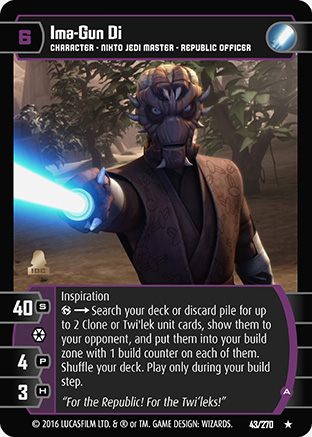 6
Ima-Gun Di
CHARACTER - NIKTO JEDI MASTER - REPUBLIC OFFICER
IDC
40 S
4 P
3 H
Inspiration
Search your deck or discard pile for up
to 2 Clone or Twi'lek unit cards, show them to
your opponent, and put them into your build
zone with 1 build counter on each of them.
Shuffle your deck. Play only during your build
step.
A
"For the Republic! For the Twi'leks!"
© 2016 LUCASFILM LTD. & ® or TM. GAME DESIGN: WIZARDS.
43/270